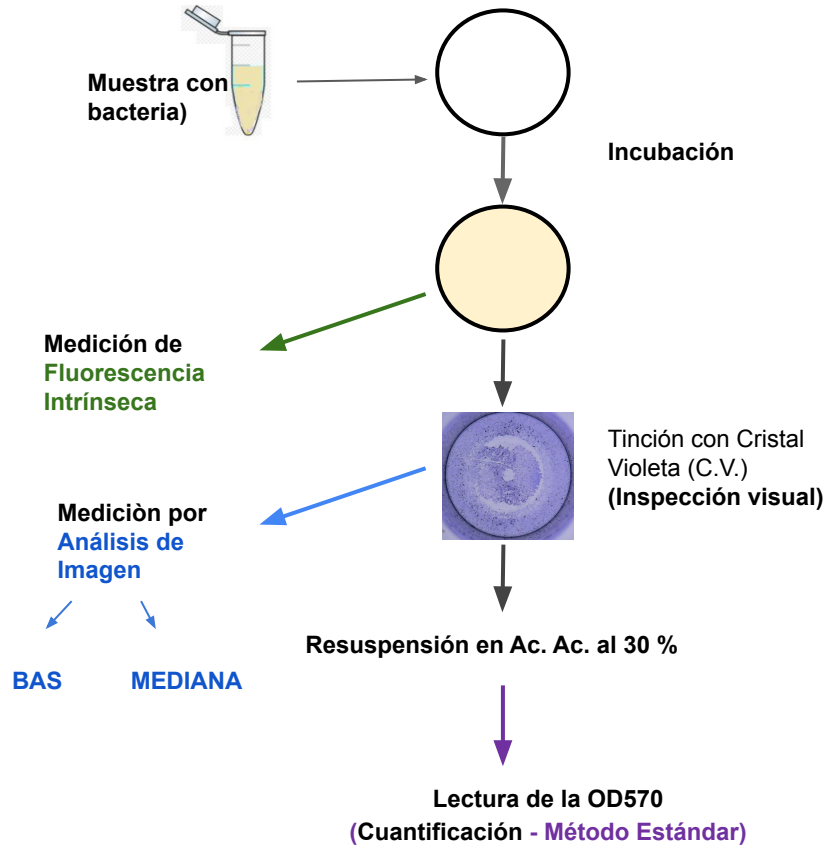 Muestra con
bacteria)
Incubación
Medición de
Fluorescencia
Intrínseca
Tinción con Cristal
Violeta (C.V.)
(Inspección visual)
Mediciòn por
Análisis de
Imagen
BAS
MEDIANA
Resuspensión en Ac. Ac. al 30 %
Lectura de la OD570
(Cuantificación - Método Estándar)